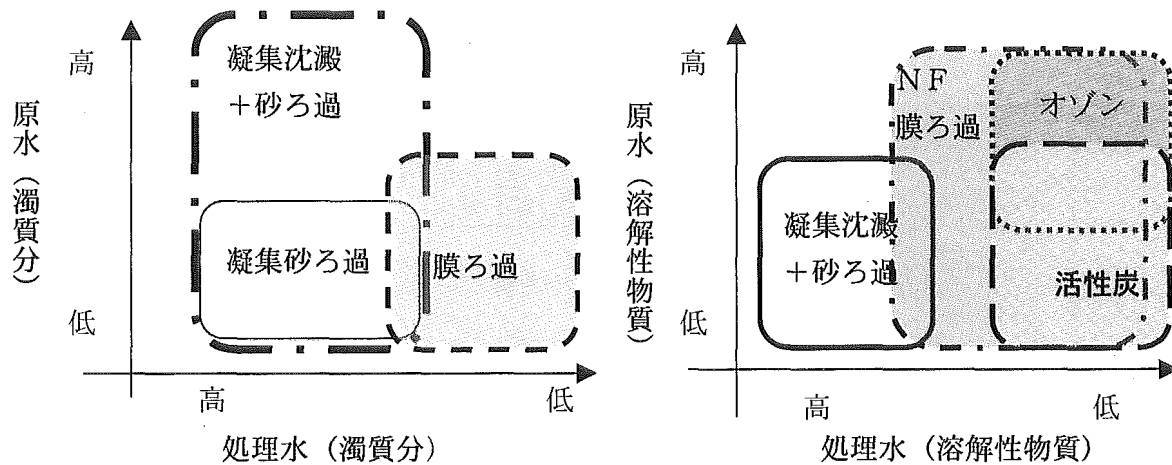 高
原水（濁質分）
低
凝集沈澱
＋砂ろ過
凝集砂ろ過
膜ろ過
高
低
処理水（濁質分）
高
原水（溶解性物質）
低
ＮＦ
膜ろ過
オゾン
凝集沈澱
＋砂ろ過
活性炭
高
低
処理水（溶解性物質）